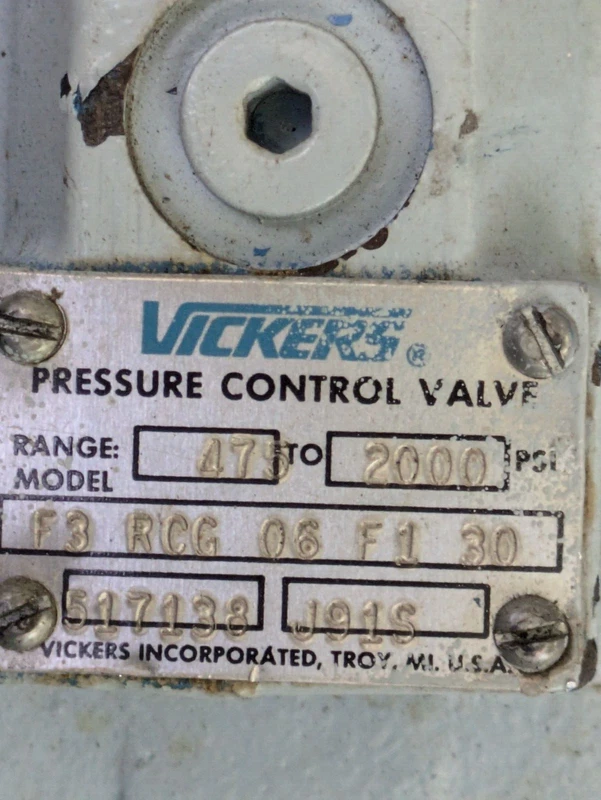 VICKERS®
PRESSURE CONTROL VALVE
RANGE: 475 TO 2000 PSI
MODEL
F3 RCG 06 F1 30
517138 J91S
VICKERS INCORPORATED, TROY, MI. U.S.A.